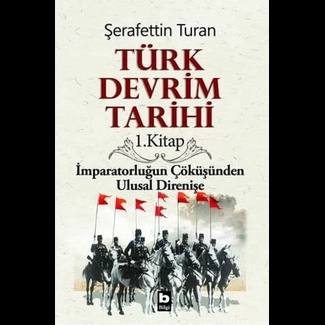 Şerafettin Turan
TÜRK
DEVRİM
TARİHİ
1.Kitap
İmparatorluğun Çöküşünden
Ulusal Direnişe
b
Bilgi